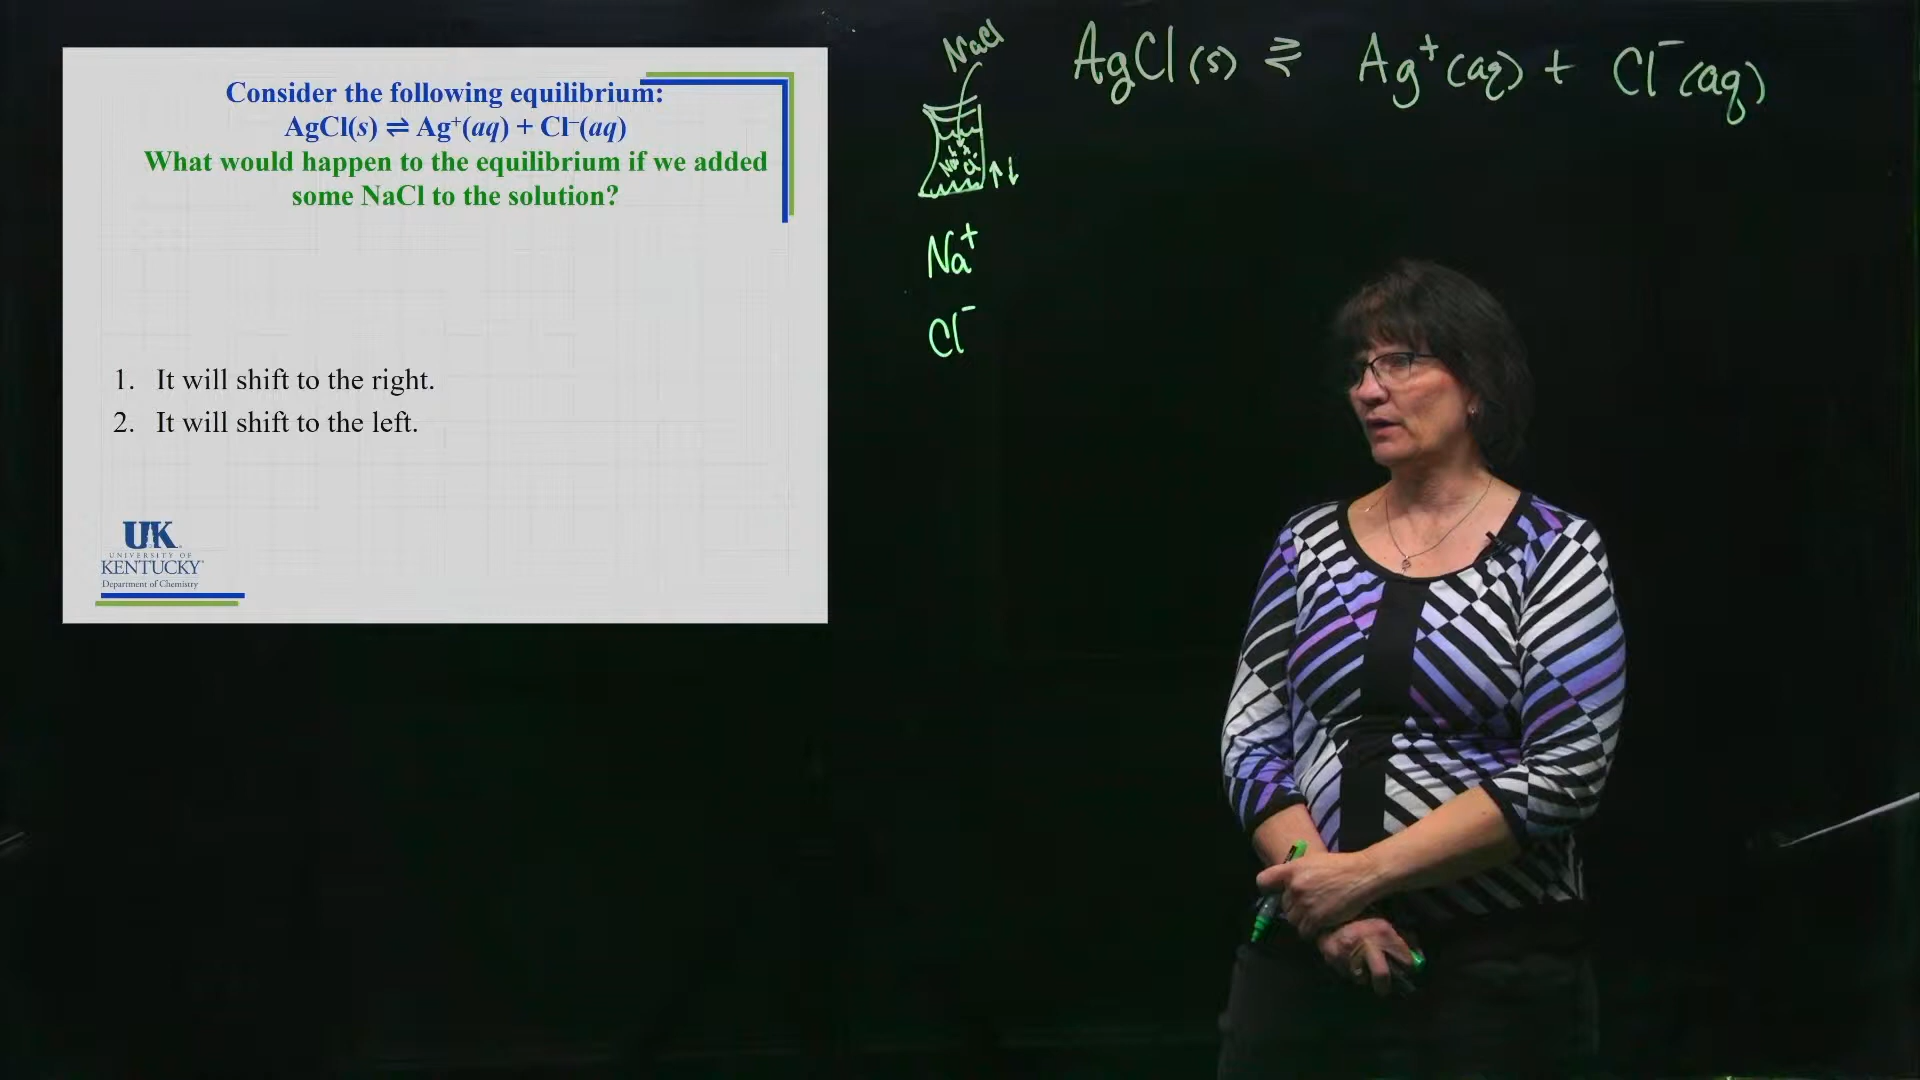 Consider the following equilibrium:
AgCl(s) ⇌ Ag⁺(aq) + Cl⁻(aq)
What would happen to the equilibrium if we added
some NaCl to the solution?
1. It will shift to the right.
2. It will shift to the left.
UK
UNIVERSITY OF
KENTUCKY
Department of Chemistry
NaCl
AgCl(s) ⇌ Ag⁺(aq) + Cl⁻(aq)
Na⁺ Cl⁻
↑↓
Na⁺
Cl⁻